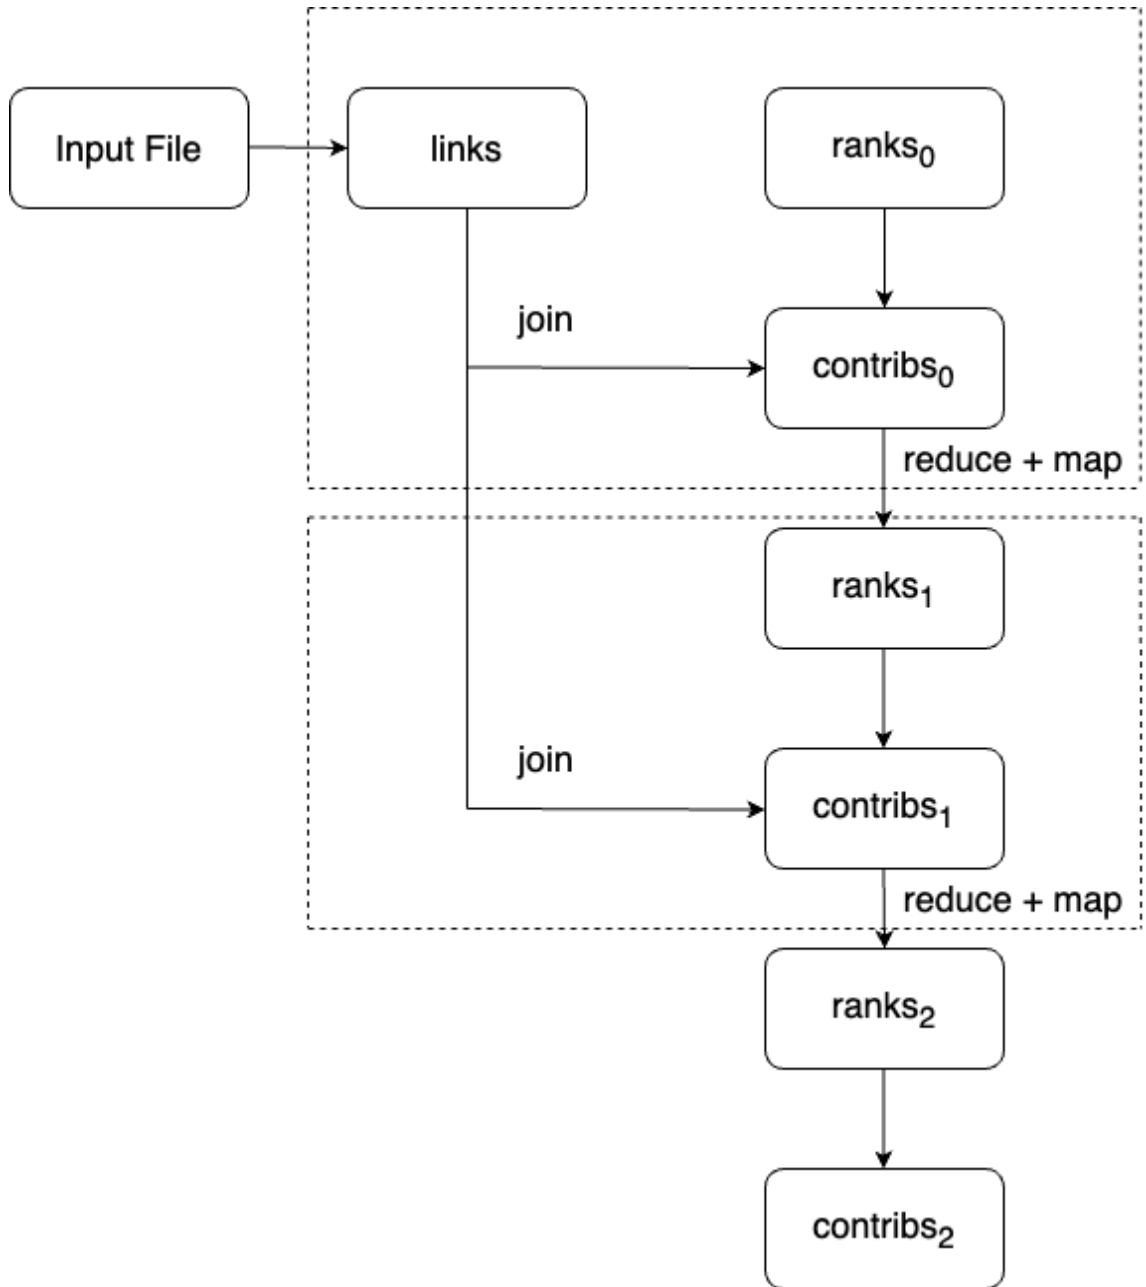 Input File
links
ranks₀
join
contribs₀
reduce + map
ranks₁
join
contribs₁
reduce + map
ranks₂
contribs₂